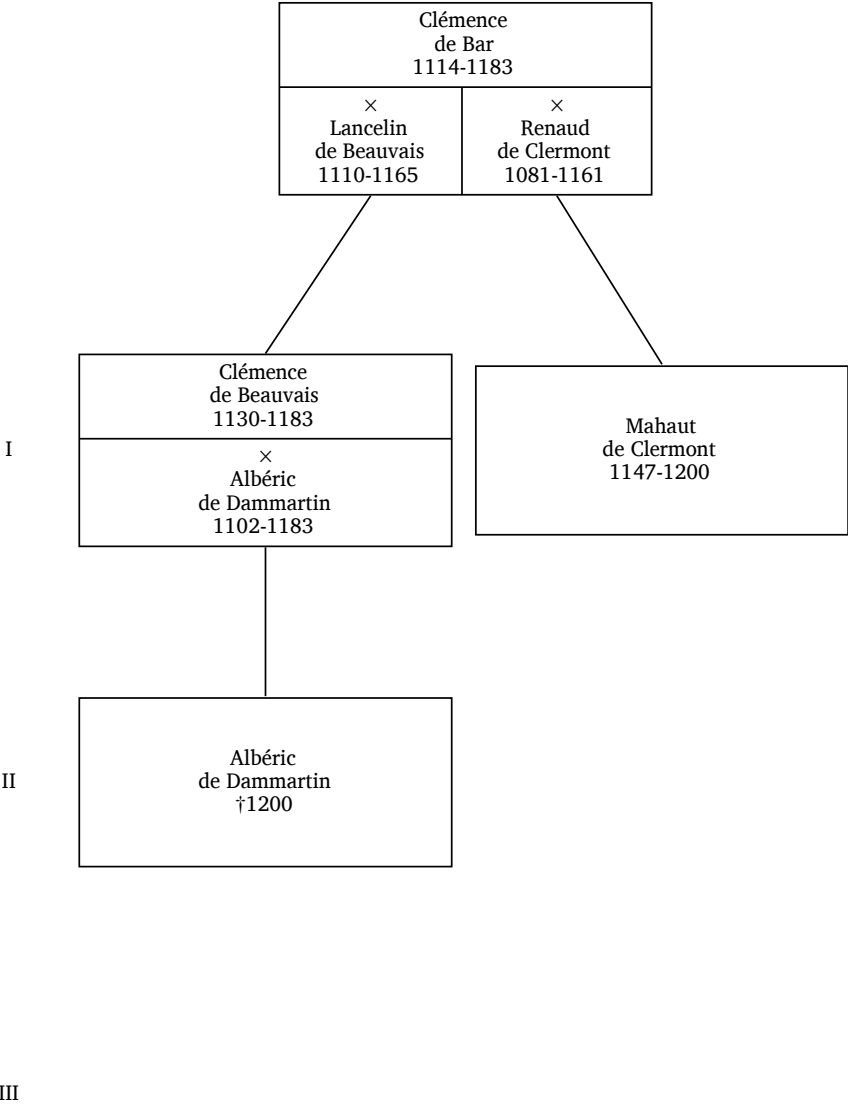 Clémence
de Bar
1114-1183
×
Lancelin
de Beauvais
1110-1165
×
Renaud
de Clermont
1081-1161
I
Clémence
de Beauvais
1130-1183
×
Albéric
de Dammartin
1102-1183
Mahaut
de Clermont
1147-1200
II
Albéric
de Dammartin
†1200
III